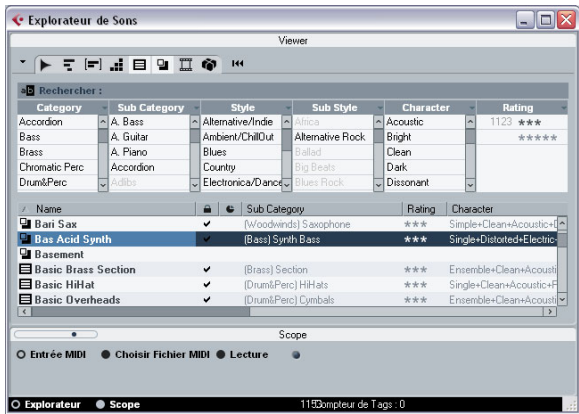 Explorateur de Sons
Viewer
Rechercher :
Category Sub Category Style Sub Style Character Rating
Accordion A. Bass Alternative/Indie Africa Acoustic 1123 ***
Bass A. Guitar Ambient/ChillOut Alternative Rock Bright *****
Brass A. Piano Blues Ballad Clean
Chromatic Perc Accordion Country Big Beats Dark
Drum&Perc Adlibs Electronica/Dance Blues Rock Dissonant
Name Sub Category Rating Character
Bari Sax (Woodwinds) Saxophone *** Simple+Clean+Acoustic+
Bas Acid Synth (Bass) Synth Bass *** Single+Distorted+Electric
Basement
Basic Brass Section (Brass) Section *** Ensemble+Clean+Acousti
Basic HiHat (Drum&Perc) HiHats *** Single+Clean+Acoustic+
Basic Overheads (Drum&Perc) Cymbals *** Ensemble+Clean+Acousti
Scope
Entrée MIDI Choisir Fichier MIDI Lecture
Explorateur Scope Compteur de Tags : 0